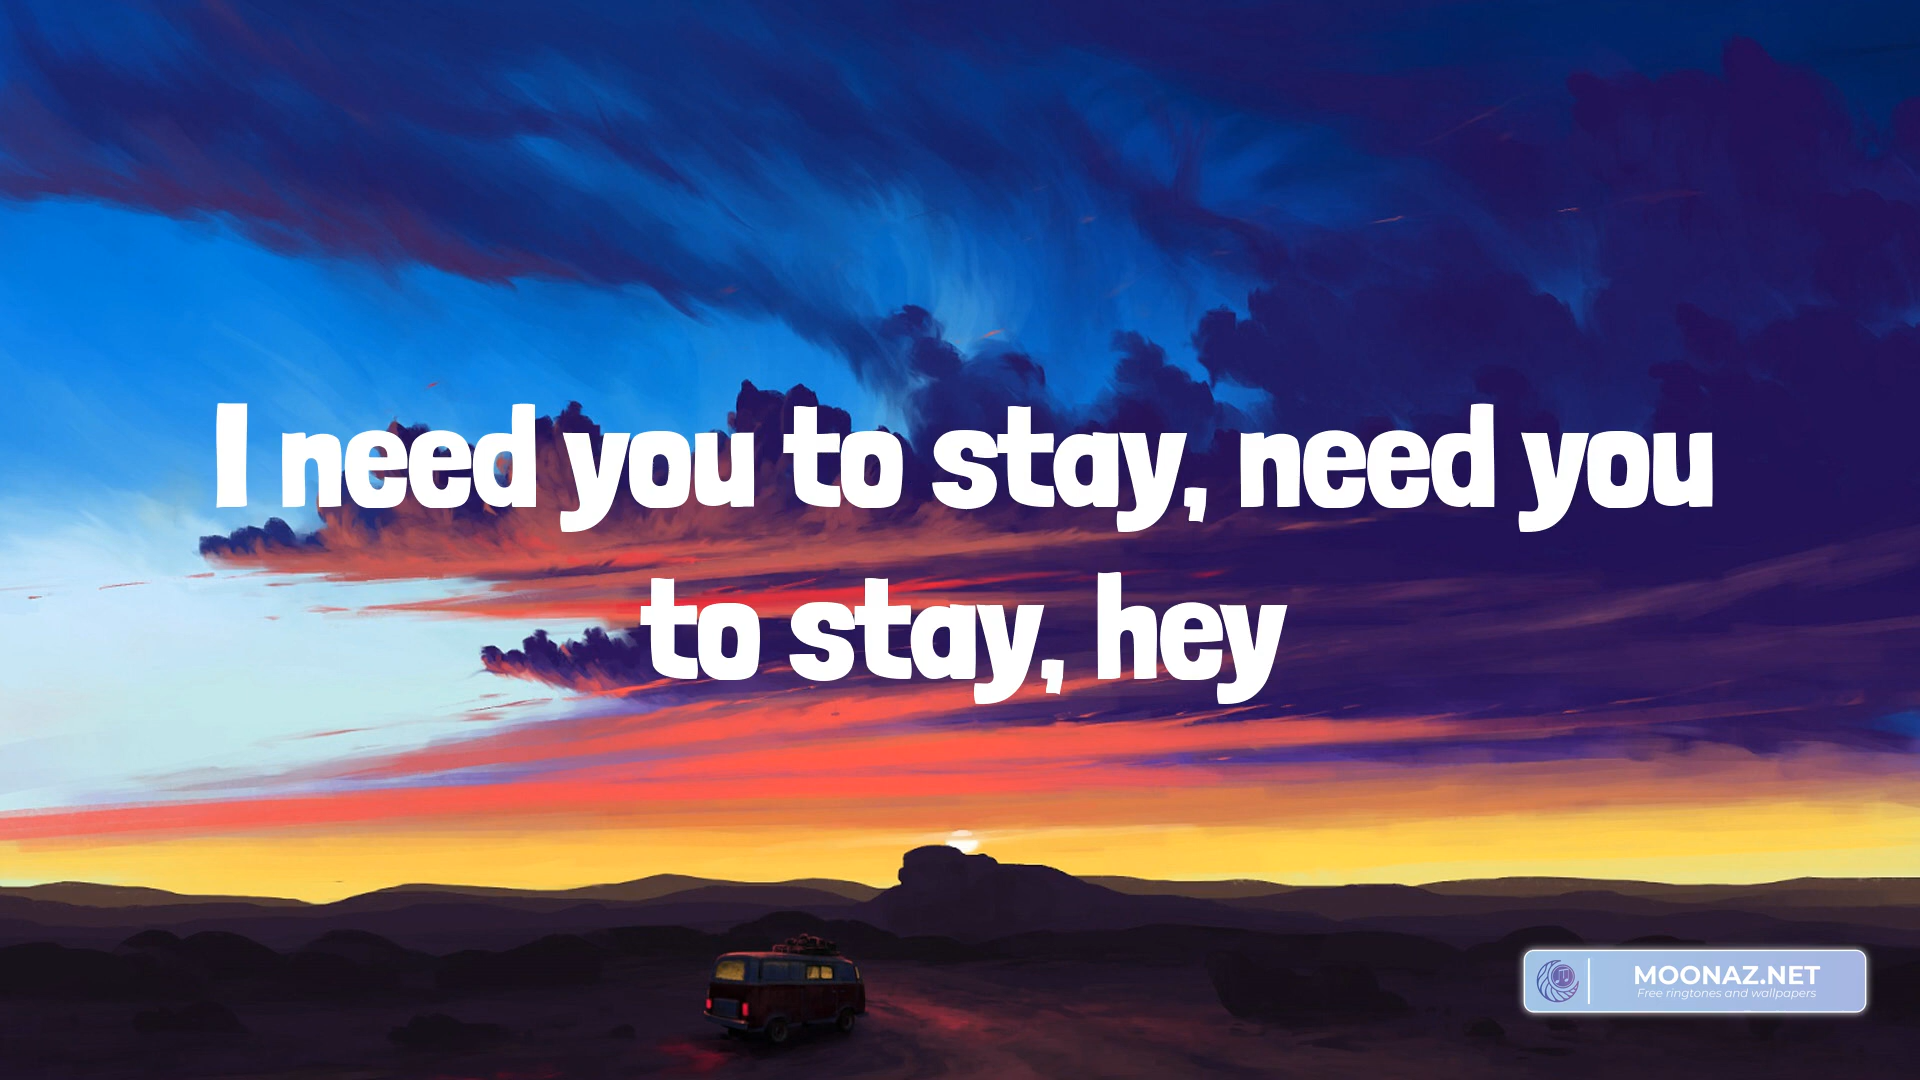 I need you to stay, need you
to stay, hey
MOONAZ.NET
Free ringtones and wallpapers